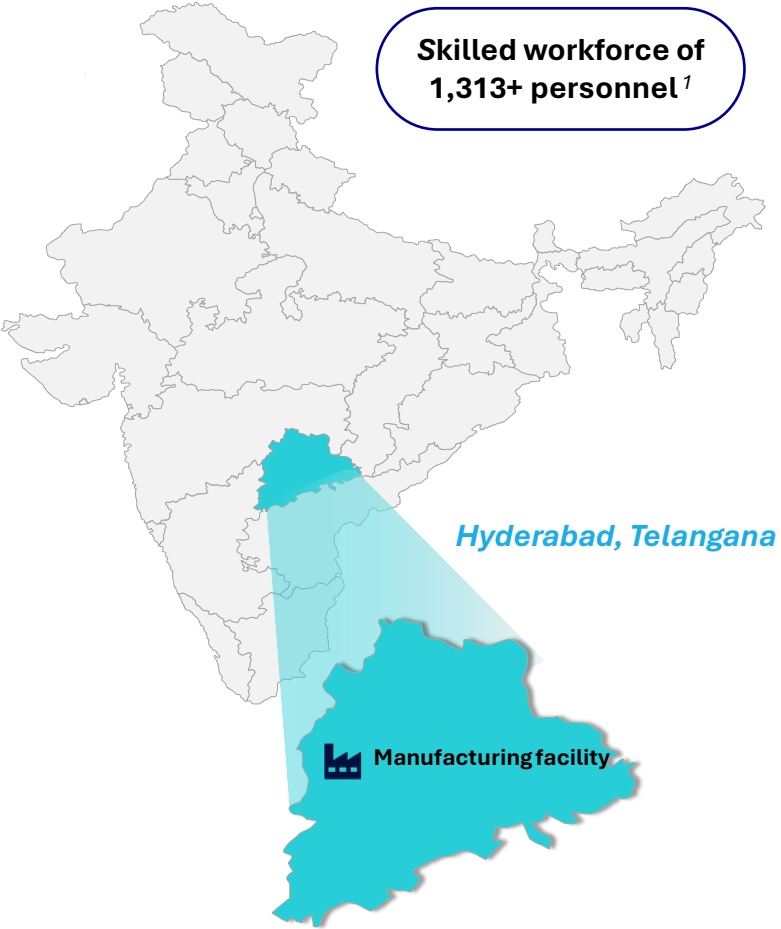 Skilled workforce of
1,313+ personnel 1
Hyderabad, Telangana
Manufacturing facility